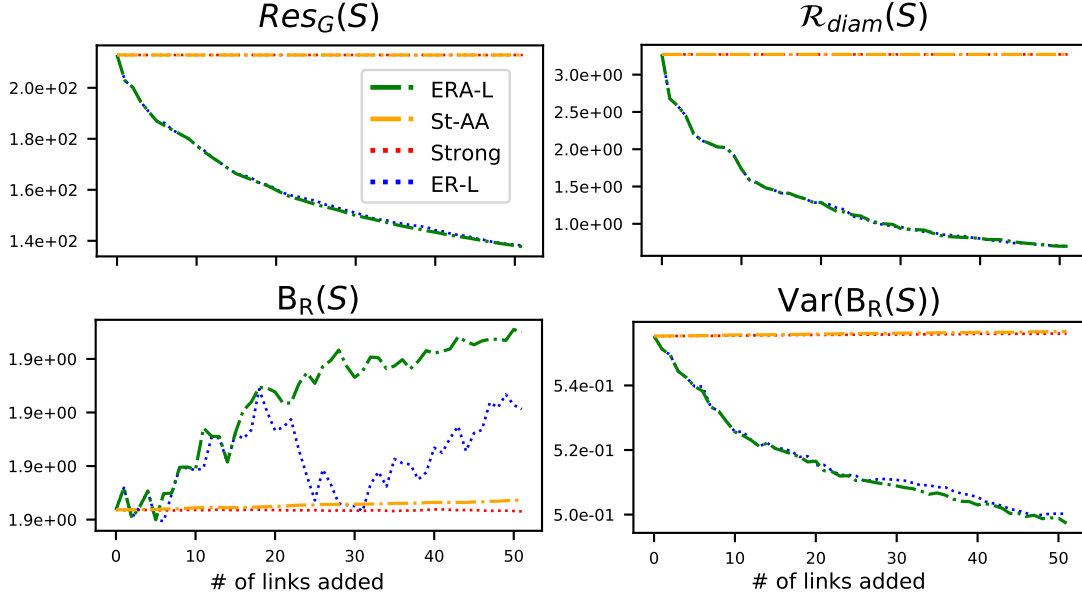 Res_G(S)
2.0e+02
1.8e+02
1.6e+02
1.4e+02
ERA-L
St-AA
Strong
ER-L
ℛ_diam(S)
3.0e+00
2.0e+00
1.5e+00
1.0e+00
B_R(S)
1.9e+00
1.9e+00
1.9e+00
1.9e+00
0 10 20 30 40 50
# of links added
Var(B_R(S))
5.4e-01
5.2e-01
5.0e-01
0 10 20 30 40 50
# of links added